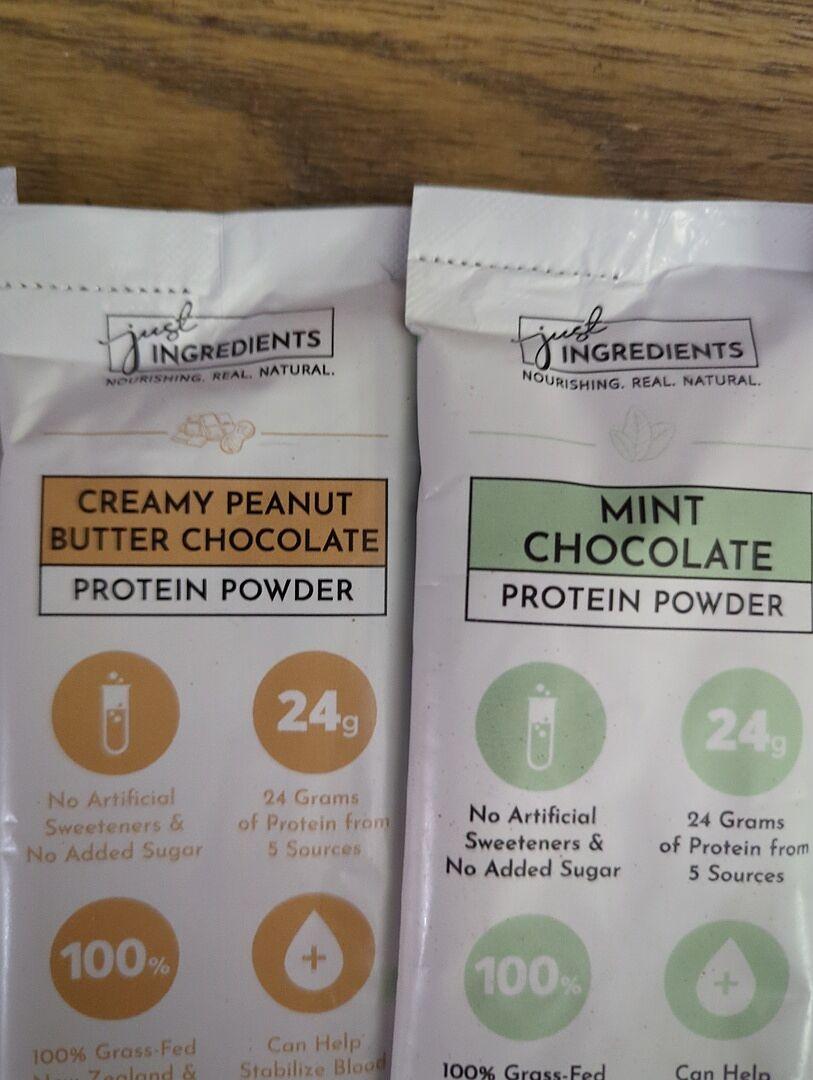 just
INGREDIENTS
NOURISHING. REAL. NATURAL.
CREAMY PEANUT
BUTTER CHOCOLATE
PROTEIN POWDER
24g
No Artificial
Sweeteners &
No Added Sugar
24 Grams
of Protein from
5 Sources
100%
100% Grass-Fed
New Zealand &
Can Help
Stabilize Blood
just
INGREDIENTS
NOURISHING. REAL. NATURAL.
MINT
CHOCOLATE
PROTEIN POWDER
24g
No Artificial
Sweeteners &
No Added Sugar
24 Grams
of Protein from
5 Sources
100%
100% Grass-Fed
Can Help